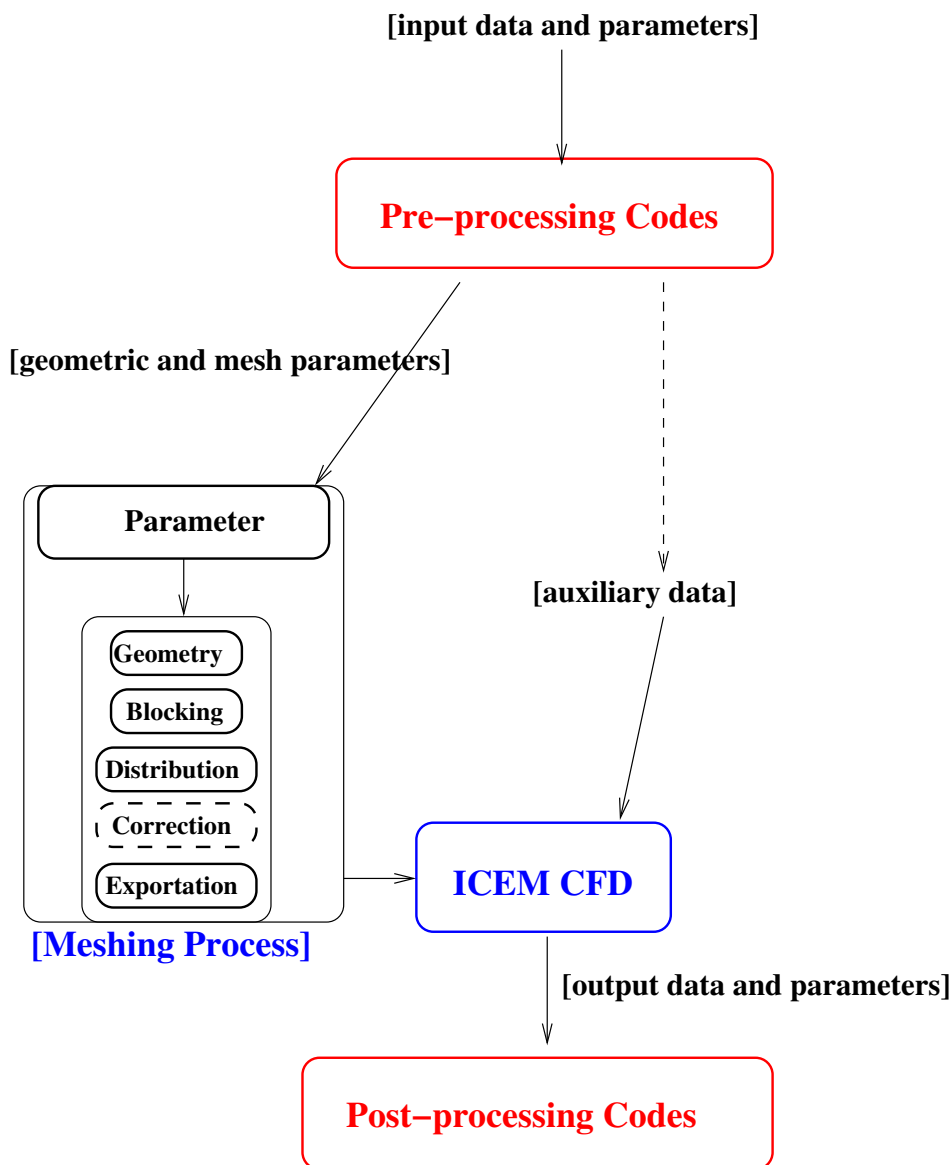 [input data and parameters]
Pre−processing Codes
[geometric and mesh parameters]
Parameter
[auxiliary data]
Geometry
Blocking
Distribution
Correction
Exportation
ICEM CFD
[Meshing Process]
[output data and parameters]
Post−processing Codes